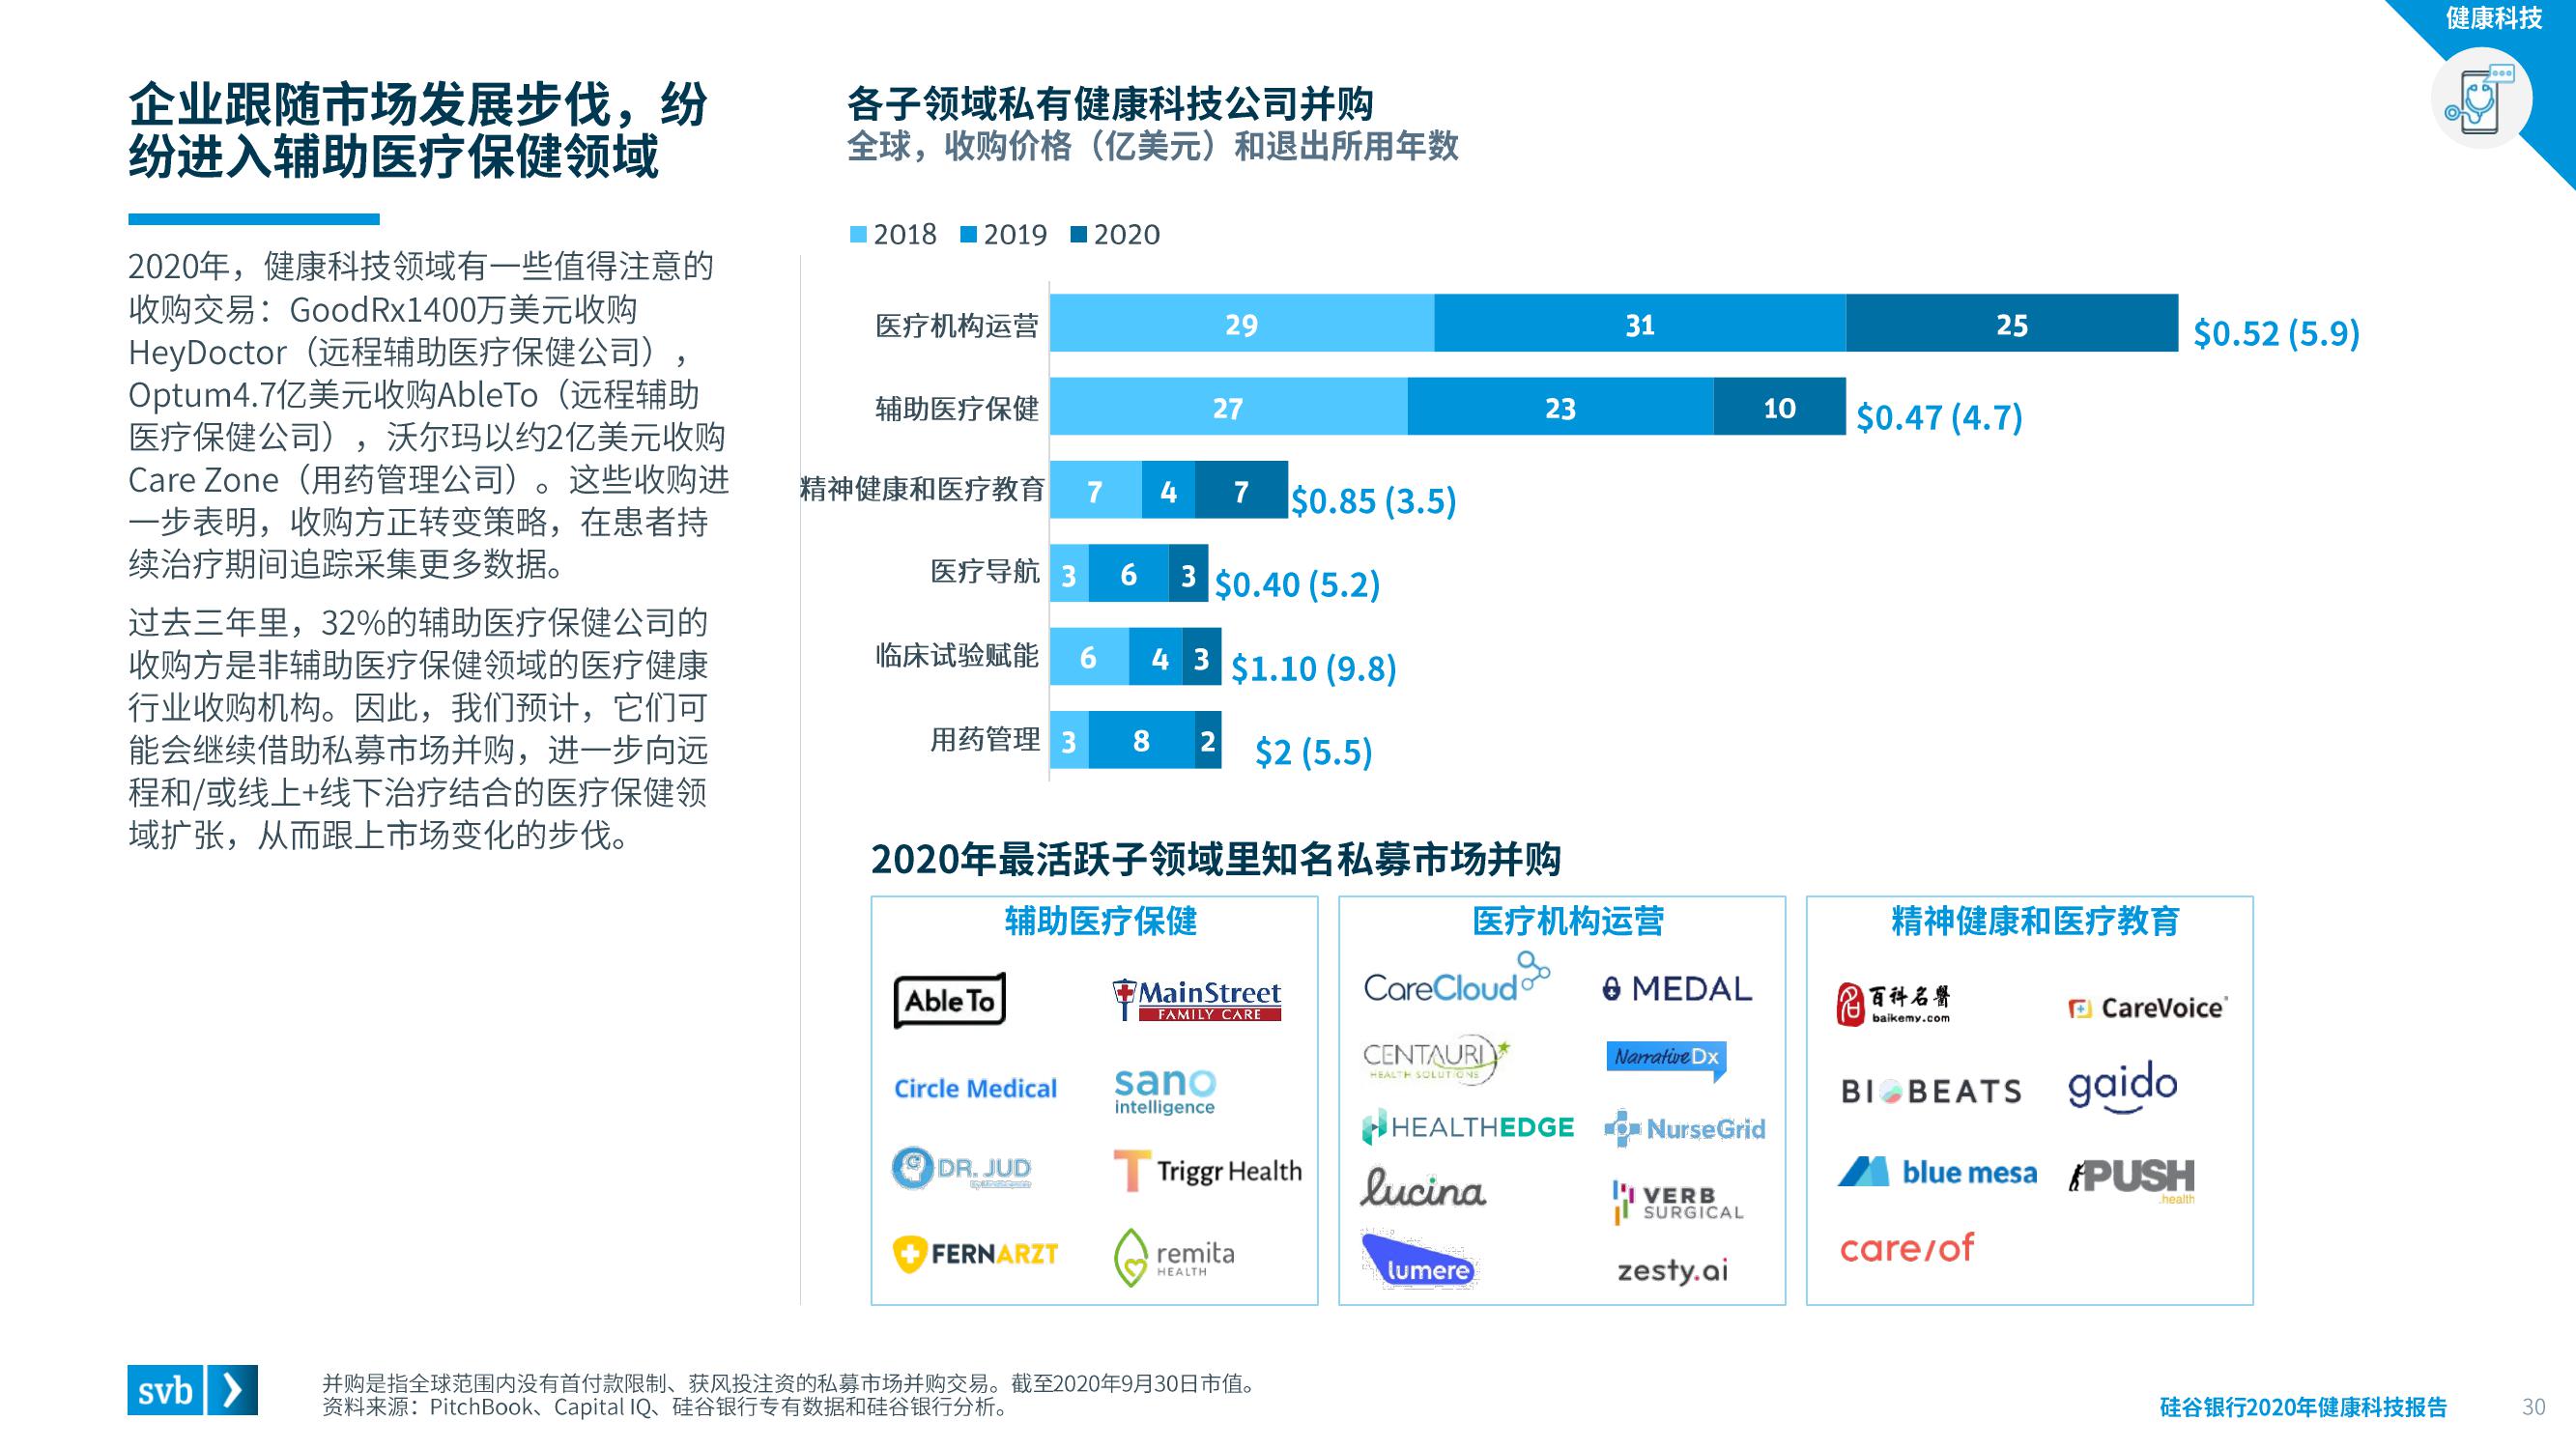 健康科技
企业跟随市场发展步伐，纷
纷进入辅助医疗保健领域
2020年，健康科技领域有一些值得注意的
收购交易：GoodRx1400万美元收购
HeyDoctor（远程辅助医疗保健公司），
Optum4.7亿美元收购AbleTo（远程辅助
医疗保健公司），沃尔玛以约2亿美元收购
Care Zone（用药管理公司）。这些收购进
一步表明，收购方正转变策略，在患者持
续治疗期间追踪采集更多数据。
过去三年里，32%的辅助医疗保健公司的
收购方是非辅助医疗保健领域的医疗健康
行业收购机构。因此，我们预计，它们可
能会继续借助私募市场并购，进一步向远
程和/或线上+线下治疗结合的医疗保健领
域扩张，从而跟上市场变化的步伐。
各子领域私有健康科技公司并购
全球，收购价格（亿美元）和退出所用年数
2018 2019 2020
医疗机构运营 29 31 25 $0.52 (5.9)
辅助医疗保健 27 23 10 $0.47 (4.7)
精神健康和医疗教育 7 4 7 $0.85 (3.5)
医疗导航 3 6 3 $0.40 (5.2)
临床试验赋能 6 4 3 $1.10 (9.8)
用药管理 3 8 2 $2 (5.5)
2020年最活跃子领域里知名私募市场并购
辅助医疗保健
AbleTo
MainStreet
FAMILY CARE
Circle Medical
sano
intelligence
DR. JUD
Triggr Health
FERNARZT
remita
HEALTH
医疗机构运营
CareCloud
MEDAL
CENTAURI
HEALTH SOLUTIONS
NarrativeDx
HEALTHEDGE
NurseGrid
lucina
VERB
SURGICAL
lumere
zesty.ai
精神健康和医疗教育
百科名醫
baikemy.com
CareVoice
BIOBEATS
gaido
blue mesa
PUSH
.health
care/of
svb
并购是指全球范围内没有首付款限制、获风投注资的私募市场并购交易。截至2020年9月30日市值。
资料来源：PitchBook、Capital IQ、硅谷银行专有数据和硅谷银行分析。
硅谷银行2020年健康科技报告 30